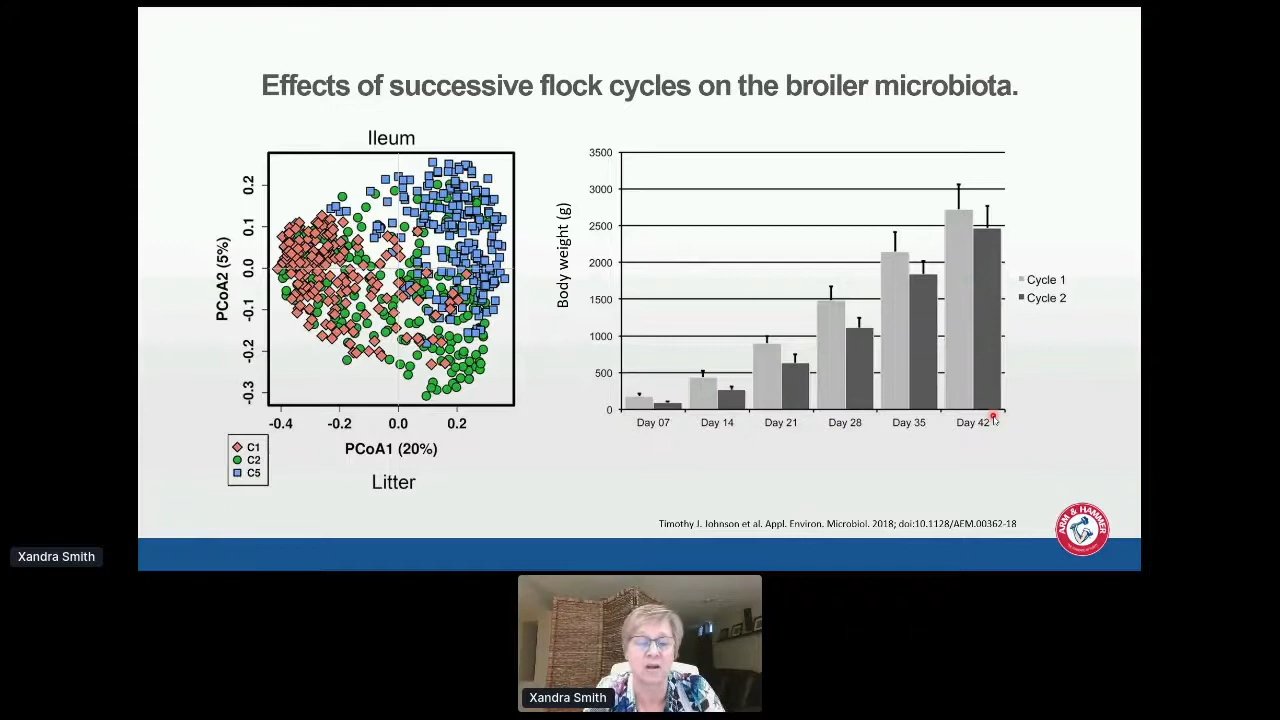 Effects of successive flock cycles on the broiler microbiota.
Ileum
PCoA2 (5%)
0.2
0.1
0.0
-0.1
-0.2
-0.3
-0.4
-0.2
0.0
0.2
PCoA1 (20%)
C1
C2
C5
Litter
Body weight (g)
3500
3000
2500
2000
1500
1000
500
0
Day 07
Day 14
Day 21
Day 28
Day 35
Day 42
Cycle 1
Cycle 2
Timothy J. Johnson et al. Appl. Environ. Microbiol. 2018; doi:10.1128/AEM.00362-18
ARM & HAMMER
Xandra Smith
Xandra Smith